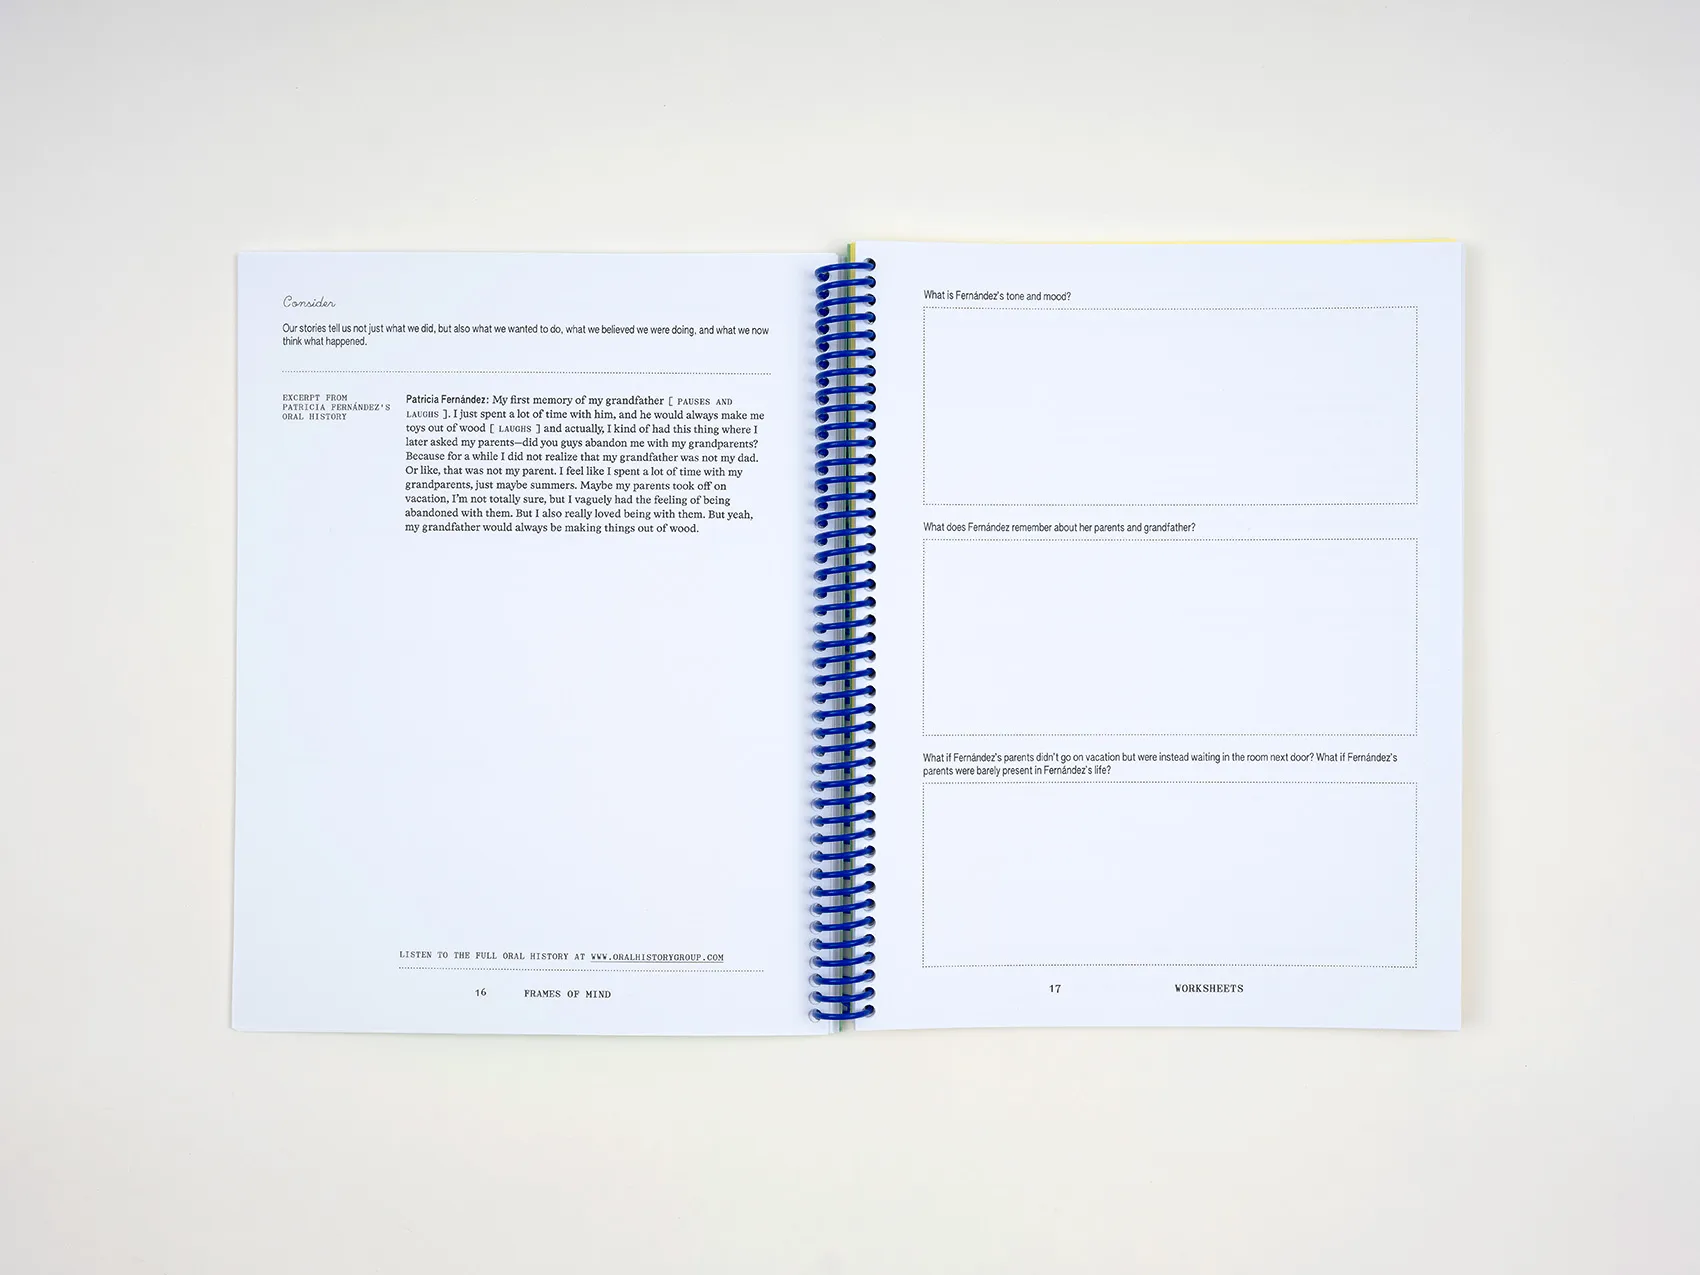 Consider
Our stories tell us not just what we did, but also what we wanted to do, what we believed we were doing, and what we now
think what happened.
EXCERPT FROM
PATRICIA FERNÁNDEZ'S
ORAL HISTORY
Patricia Fernández: My first memory of my grandfather [ PAUSES AND
LAUGHS ]. I just spent a lot of time with him, and he would always make me
toys out of wood [ LAUGHS ] and actually, I kind of had this thing where I
later asked my parents—did you guys abandon me with my grandparents?
Because for a while I did not realize that my grandfather was not my dad.
Or like, that was not my parent. I feel like I spent a lot of time with my
grandparents, just maybe summers. Maybe my parents took off on
vacation, I'm not totally sure, but I vaguely had the feeling of being
abandoned with them. But I also really loved being with them. But yeah,
my grandfather would always be making things out of wood.
LISTEN TO THE FULL ORAL HISTORY AT WWW.ORALHISTORYGROUP.COM
16 FRAMES OF MIND
What is Fernández's tone and mood?
What does Fernández remember about her parents and grandfather?
What if Fernández's parents didn't go on vacation but were instead waiting in the room next door? What if Fernández's
parents were barely present in Fernández's life?
17 WORKSHEETS